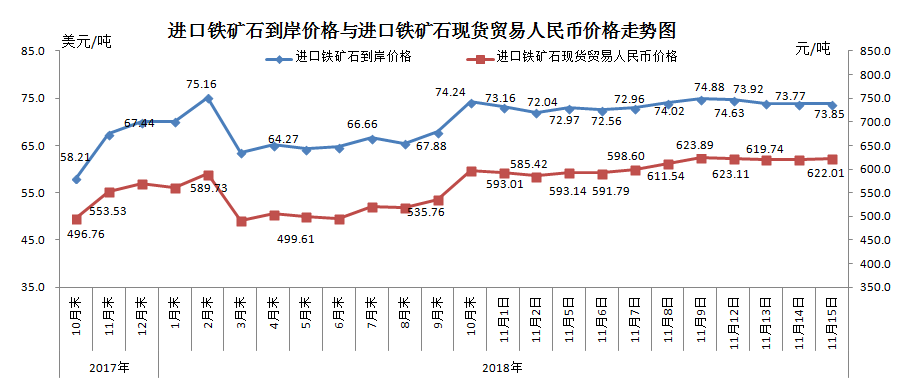 进口铁矿石到岸价格与进口铁矿石现货贸易人民币价格走势图
美元/吨
元/吨
进口铁矿石到岸价格
进口铁矿石现货贸易人民币价格
85.0
75.0
65.0
55.0
45.0
35.0
850.0
800.0
750.0
700.0
650.0
600.0
550.0
500.0
450.0
400.0
350.0
300.0
58.21
67.44
75.16
64.27
66.66
67.88
74.24
73.16
72.04
72.97
72.56
72.96
74.02
74.88
74.63
73.92
73.77
73.85
496.76
553.53
589.73
499.61
535.76
593.01
585.42
593.14
591.79
598.60
611.54
623.89
623.11
619.74
622.01
10月末
11月末
12月末
1月末
2月末
3月末
4月末
5月末
6月末
7月末
8月末
9月末
10月末
11月1日
11月2日
11月5日
11月6日
11月7日
11月8日
11月9日
11月12日
11月13日
11月14日
11月15日
2017年
2018年